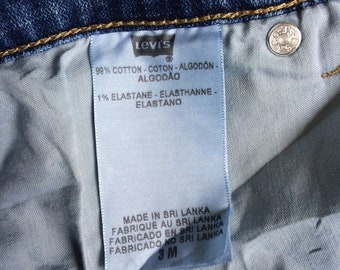 LEVI'S
®
99% COTTON - COTON - ALGODÓN -
ALGODÃO
1% ELASTANE - ELASTHANNE -
ELASTANO
MADE IN SRI LANKA
FABRIQUE AU SRI LANKA
FABRICADO EN SRI LANKA
FABRICADO NO SRI LANKA
3 M